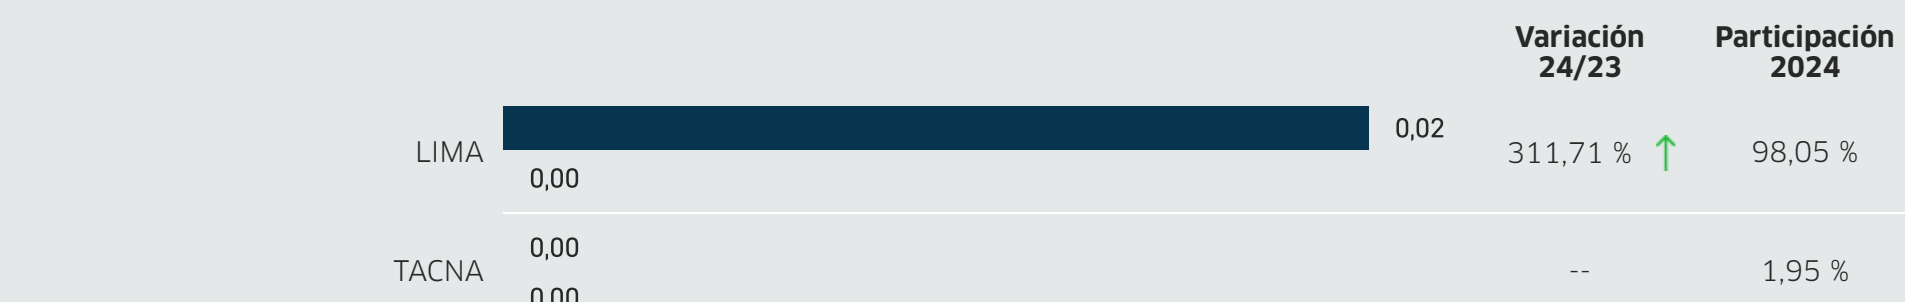 Variación Participación
24/23 2024
0,02
LIMA 311,71 % ↑ 98,05 %
0,00
0,00
TACNA -- 1,95 %
0,00